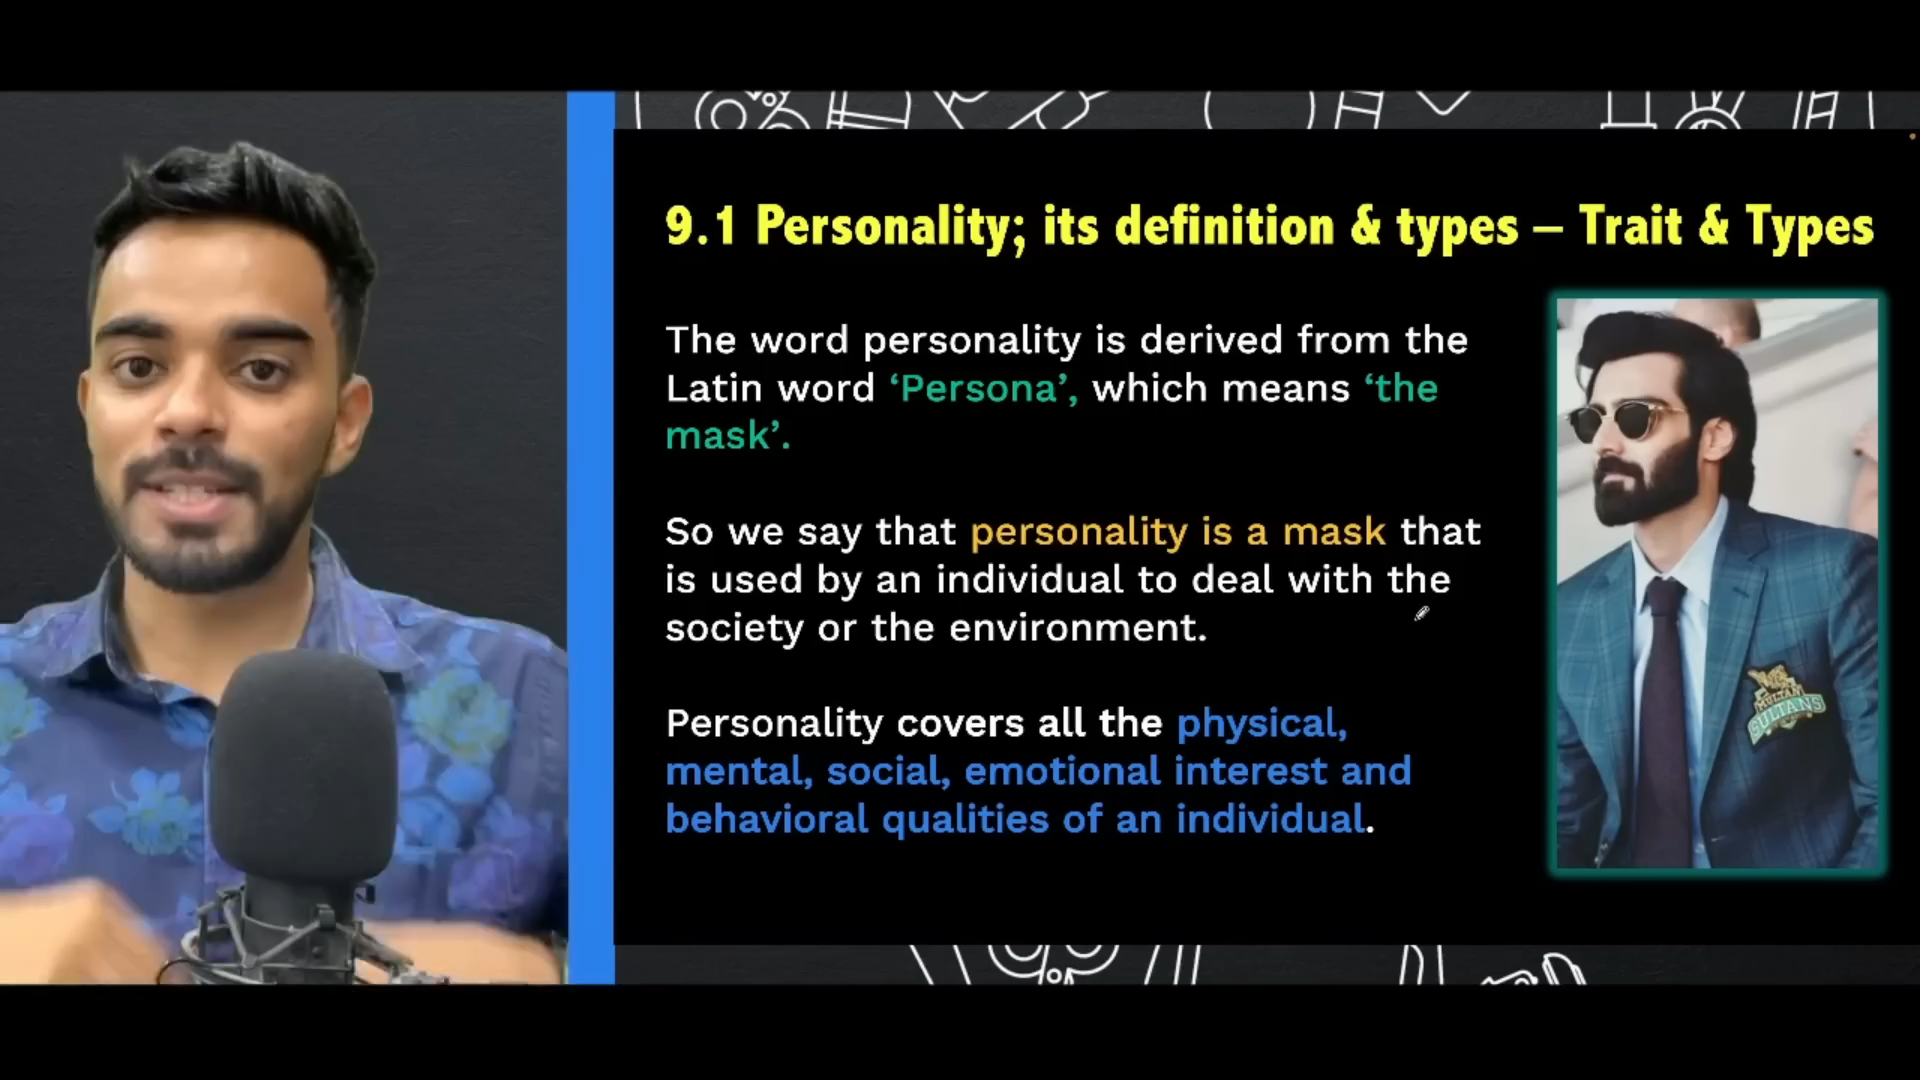 9.1 Personality; its definition & types – Trait & Types
The word personality is derived from the
Latin word ‘Persona’, which means ‘the
mask’.
So we say that personality is a mask that
is used by an individual to deal with the
society or the environment.
Personality covers all the physical,
mental, social, emotional interest and
behavioral qualities of an individual.
MULTAN
SULTANS